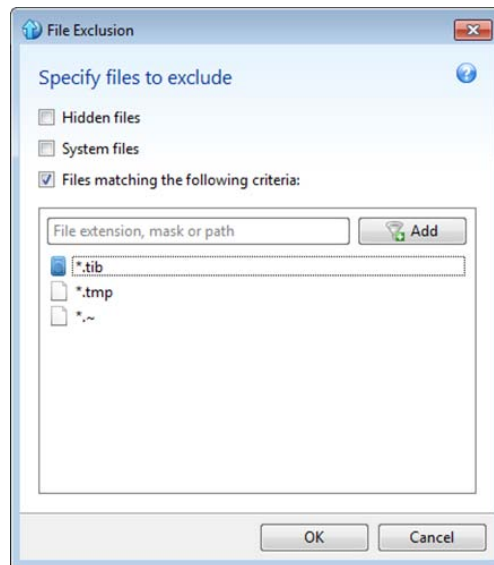 File Exclusion
Specify files to exclude
Hidden files
System files
Files matching the following criteria:
File extension, mask or path
Add
*.tib
*.tmp
*.~
OK
Cancel